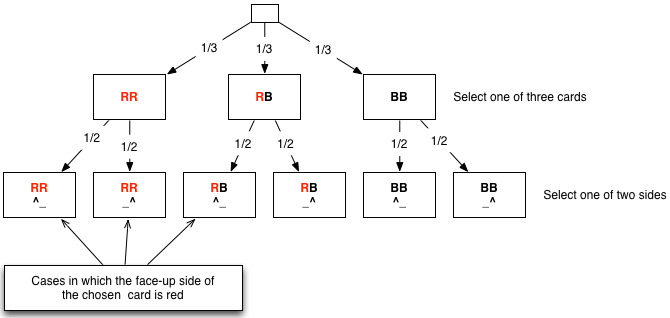 1/3 1/3 1/3
RR RB BB Select one of three cards
1/2 1/2 1/2 1/2 1/2 1/2
RR RR RB RB BB BB
^_ _^ ^_ _^ ^_ _^
Select one of two sides
Cases in which the face-up side of
the chosen card is red